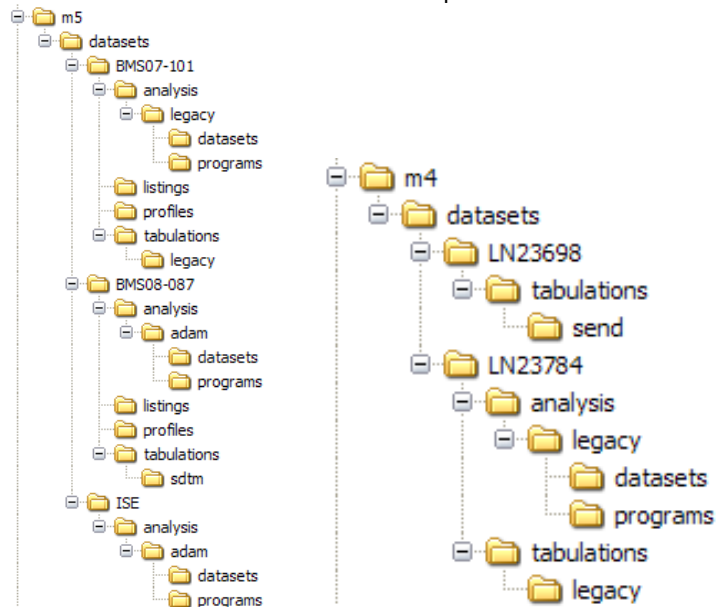 m5
datasets
BMS07-101
analysis
legacy
datasets
programs
listings
profiles
tabulations
legacy
BMS08-087
analysis
adam
datasets
programs
listings
profiles
tabulations
sdtm
ISE
analysis
adam
datasets
programs
m4
datasets
LN23698
tabulations
send
LN23784
analysis
legacy
datasets
programs
tabulations
legacy